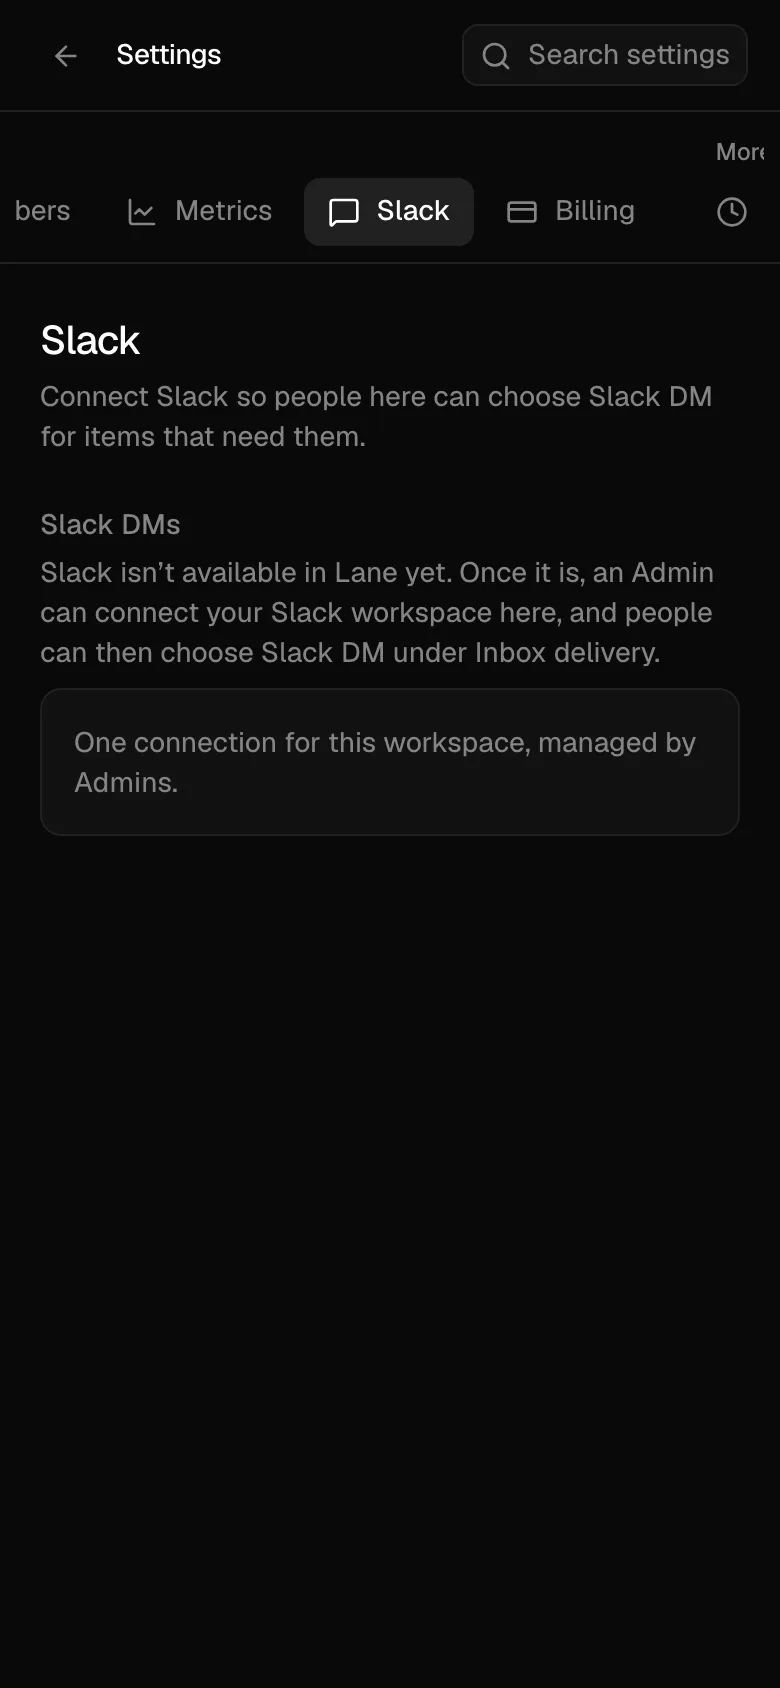 Settings
Search settings
More
bers
Metrics
Slack
Billing
Slack
Connect Slack so people here can choose Slack DM
for items that need them.
Slack DMs
Slack isn’t available in Lane yet. Once it is, an Admin
can connect your Slack workspace here, and people
can then choose Slack DM under Inbox delivery.
One connection for this workspace, managed by
Admins.